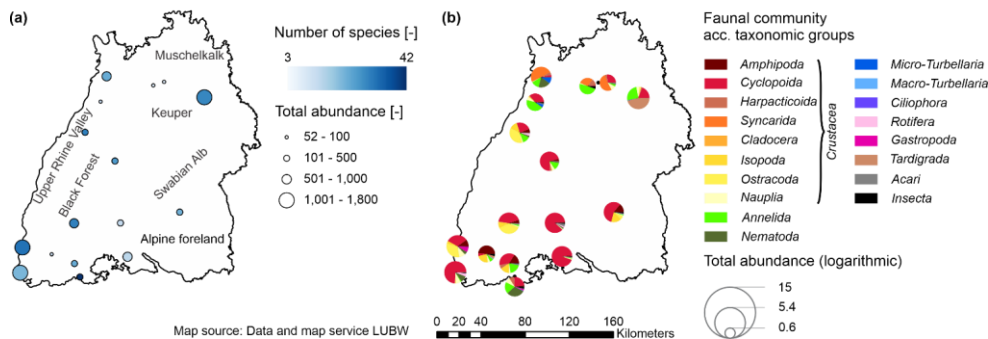 (a)
Muschelkalk
Keuper
Upper Rhine Valley
Black Forest
Swabian Alb
Alpine foreland
Number of species [-]
3 42
Total abundance [-]
52 - 100
101 - 500
501 - 1,000
1,001 - 1,800
Map source: Data and map service LUBW
(b)
0 10 20 40 80 120 160
Kilometers
Faunal community
acc. taxonomic groups
Amphipoda
Cyclopoida
Harpacticoida
Syncarida
Cladocera
Isopoda
Ostracoda
Nauplia
Annelida
Nematoda
Crustacea
Micro-Turbellaria
Macro-Turbellaria
Ciliophora
Rotifera
Gastropoda
Tardigrada
Acari
Insecta
Total abundance (logarithmic)
15
5.4
0.6